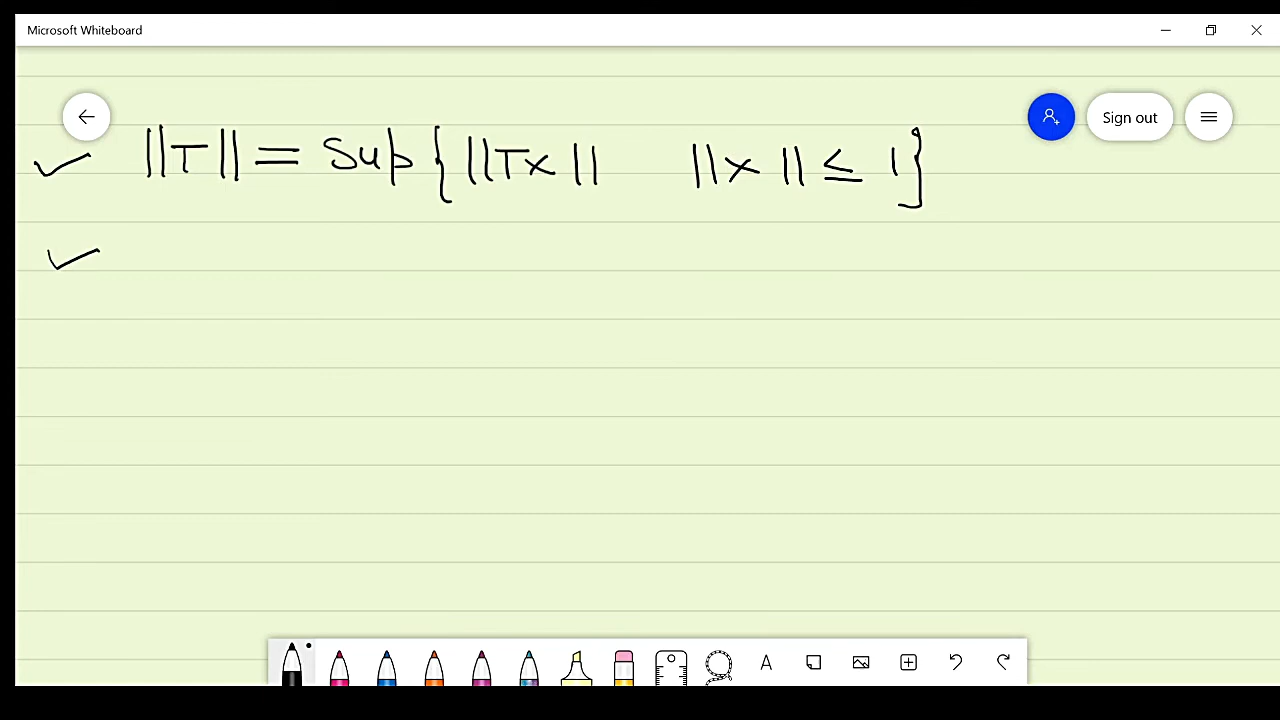 Microsoft Whiteboard
Sign out
✓ ||T|| = Sup{||Tx|| ||x|| ≤ 1}
✓
A